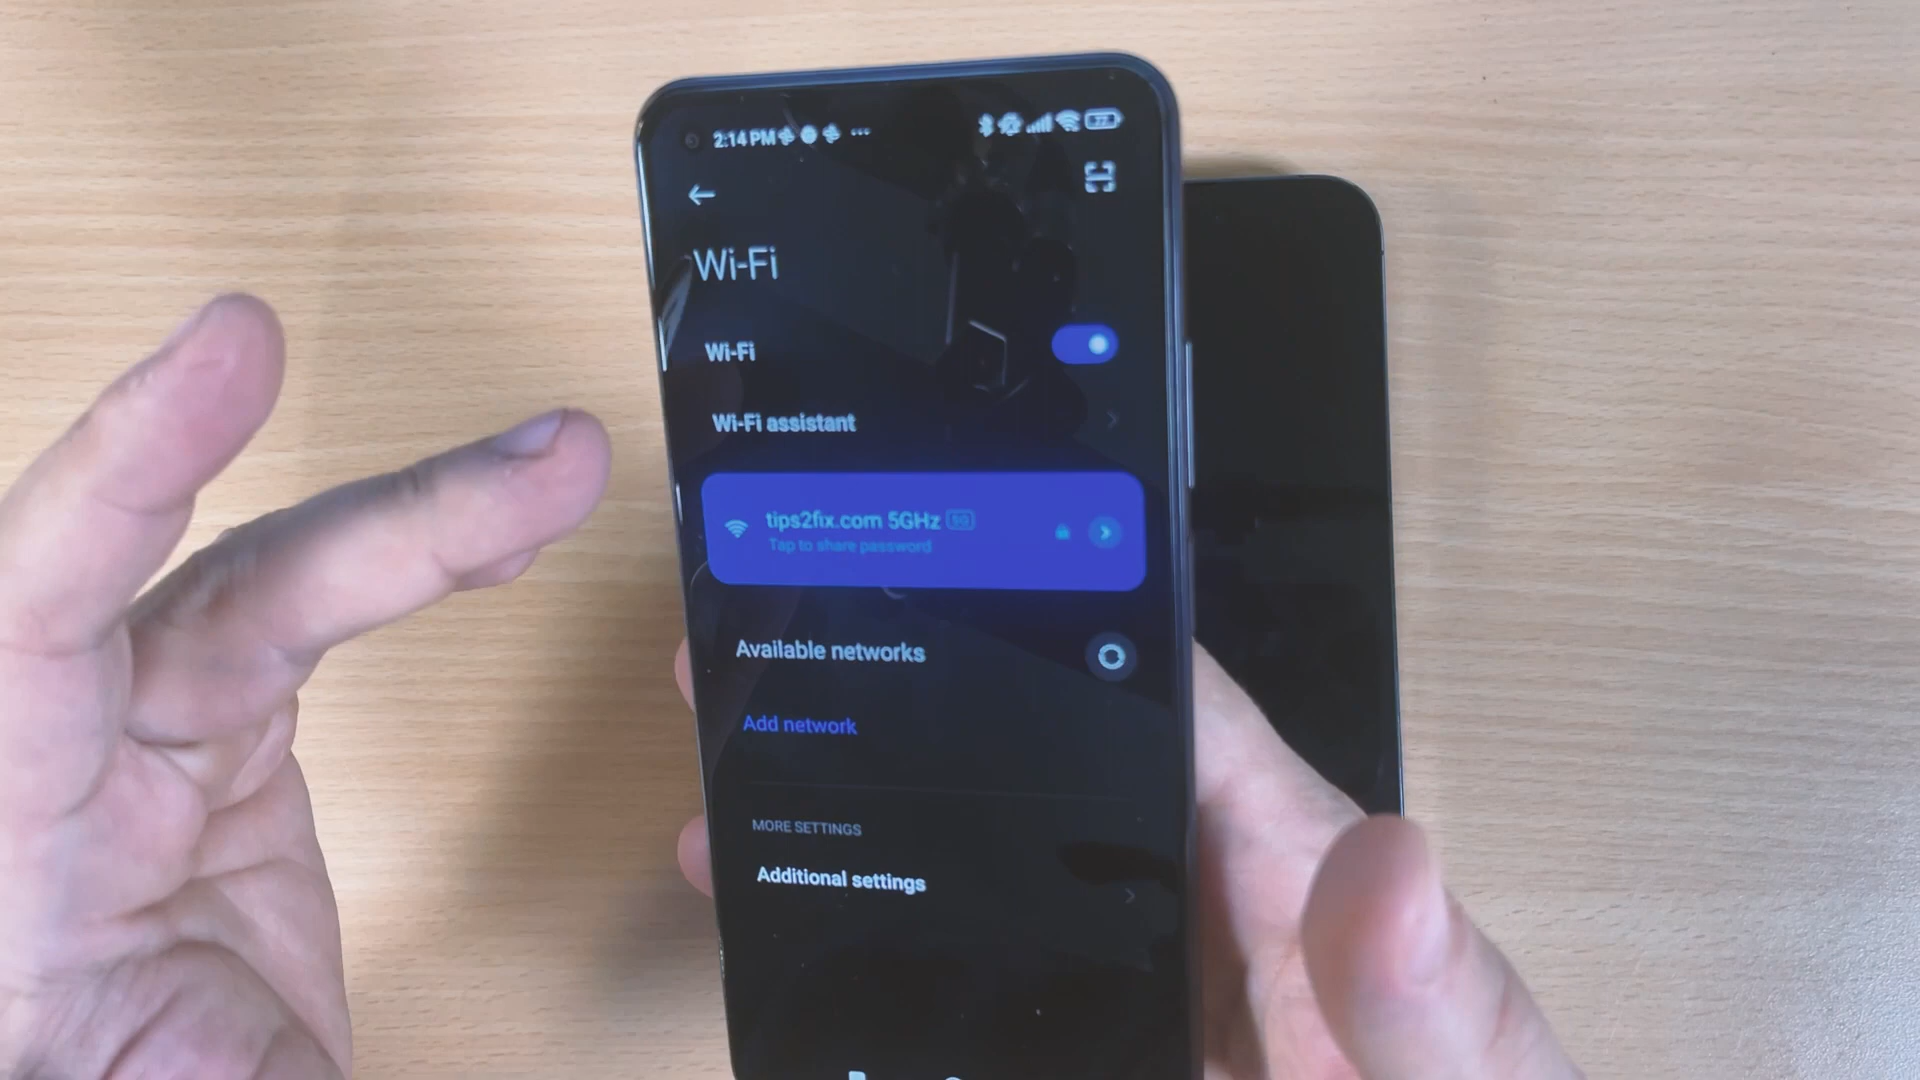 2:14 PM
Wi-Fi
Wi-Fi
Wi-Fi assistant
tips2fix.com 5GHz 5G
Tap to share password
Available networks
Add network
MORE SETTINGS
Additional settings